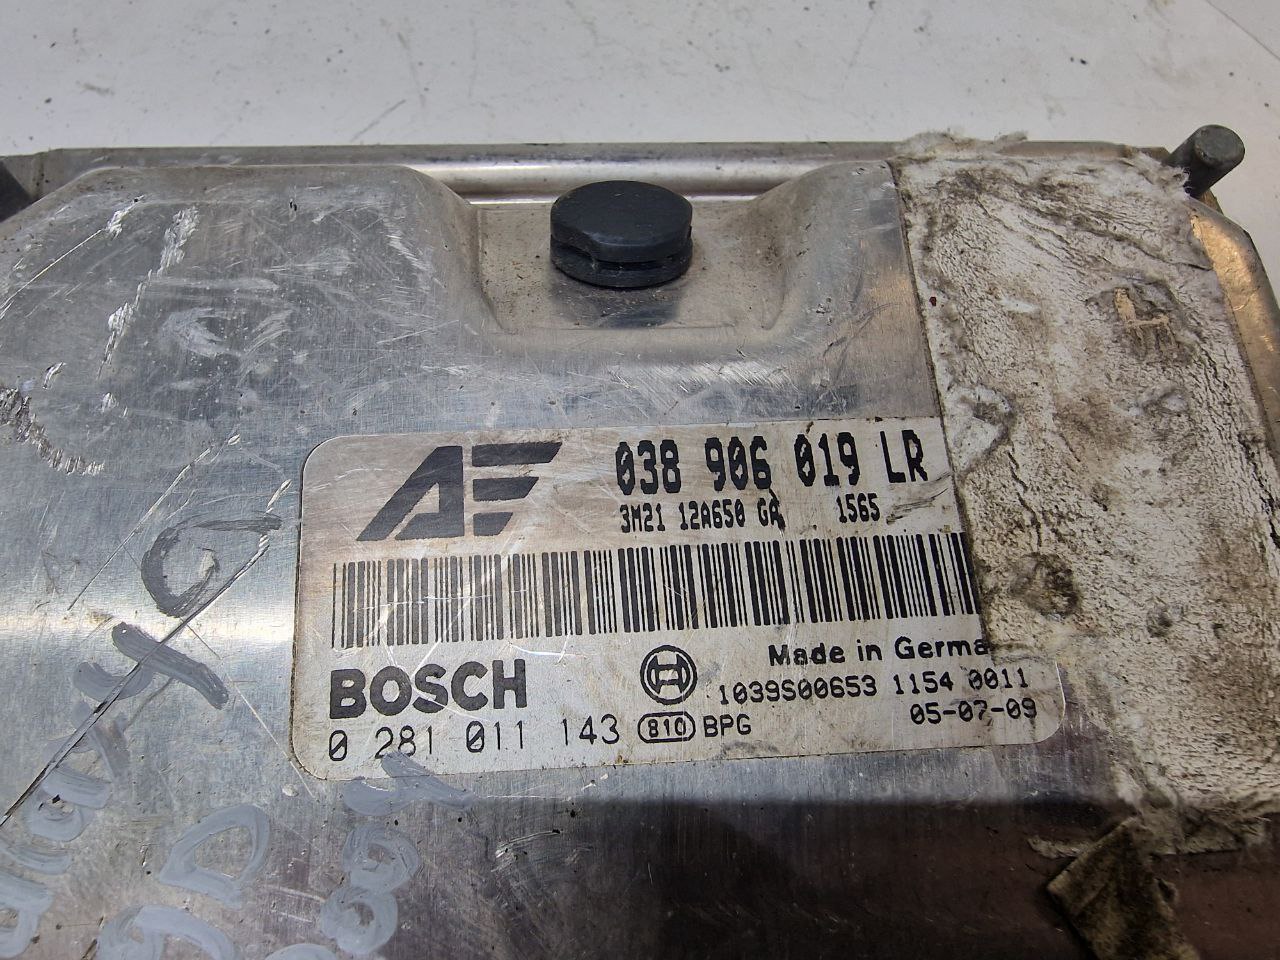 AF 038 906 019 LR
3M21 12A650 GA 1565
Made in Germa
BOSCH 1039S00653 1154 0011
0 281 011 143 810 BPG 05-07-09